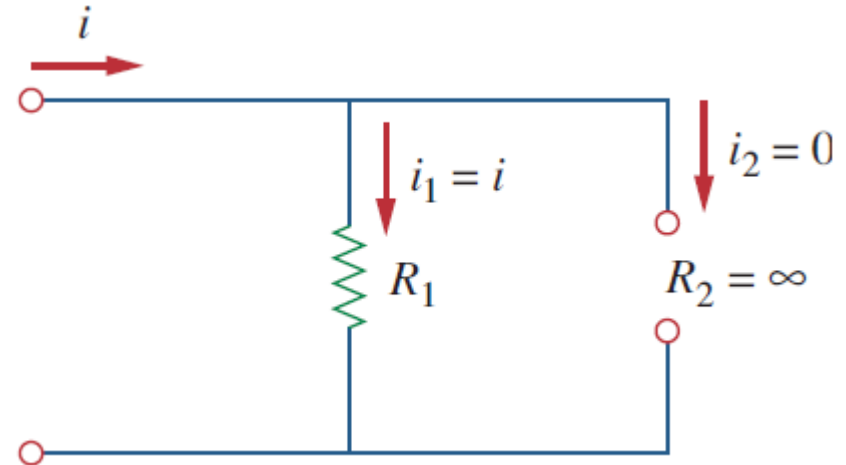 i
i₂ = 0
i₁ = i
R₁
R₂ = ∞